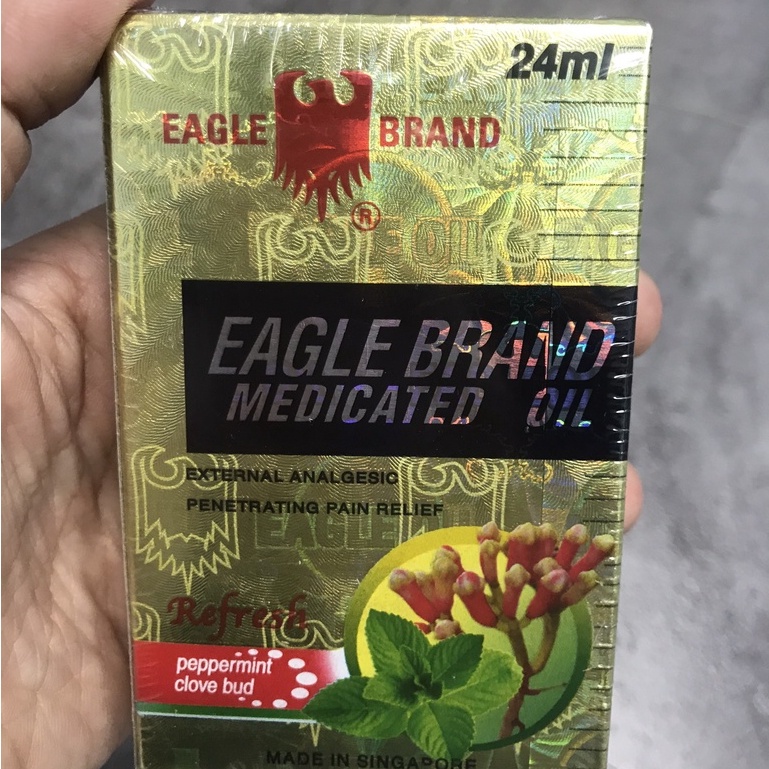 24ml
EAGLE BRAND
®
EAGLE BRAND
MEDICATED OIL
EXTERNAL ANALGESIC
PENETRATING PAIN RELIEF
Refresh
peppermint
clove bud
MADE IN SINGAPORE